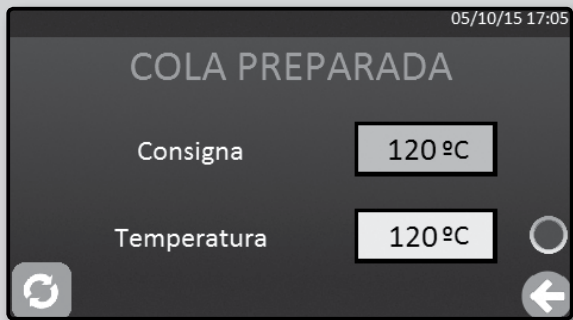 05/10/15 17:05
COLA PREPARADA
Consigna 120 ºC
Temperatura 120 ºC